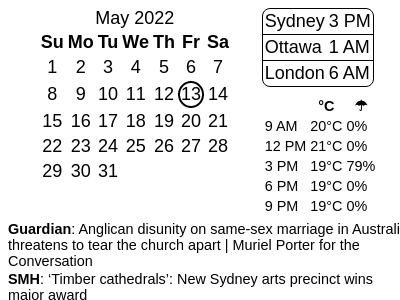 May 2022
Su Mo Tu We Th Fr Sa
1 2 3 4 5 6 7
8 9 10 11 12 13 14
15 16 17 18 19 20 21
22 23 24 25 26 27 28
29 30 31
Sydney 3 PM
Ottawa 1 AM
London 6 AM
°C ☂
9 AM 20°C 0%
12 PM 21°C 0%
3 PM 19°C 79%
6 PM 19°C 0%
9 PM 19°C 0%
Guardian: Anglican disunity on same-sex marriage in Australi
threatens to tear the church apart | Muriel Porter for the
Conversation
SMH: ‘Timber cathedrals’: New Sydney arts precinct wins
major award